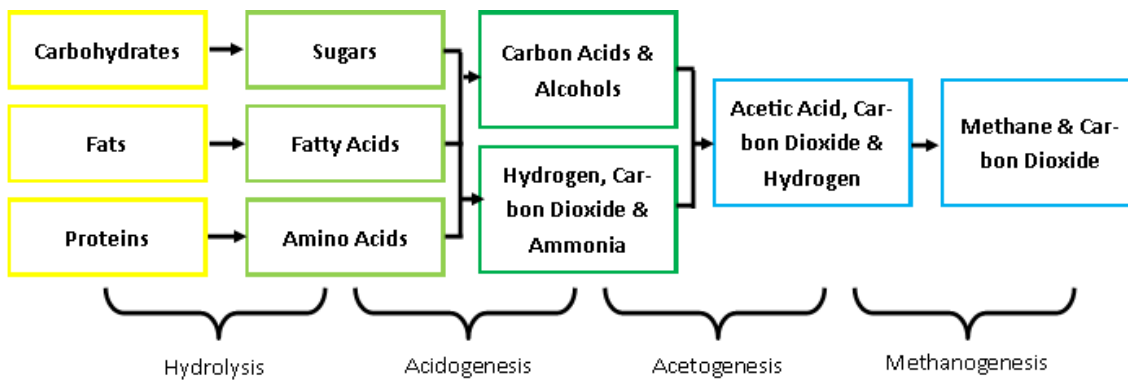 Carbohydrates
Sugars
Carbon Acids &
Alcohols
Fats
Fatty Acids
Acetic Acid, Car-
bon Dioxide &
Hydrogen
Methane & Car-
bon Dioxide
Hydrogen, Car-
bon Dioxide &
Ammonia
Proteins
Amino Acids
Hydrolysis
Acidogenesis
Acetogenesis
Methanogenesis